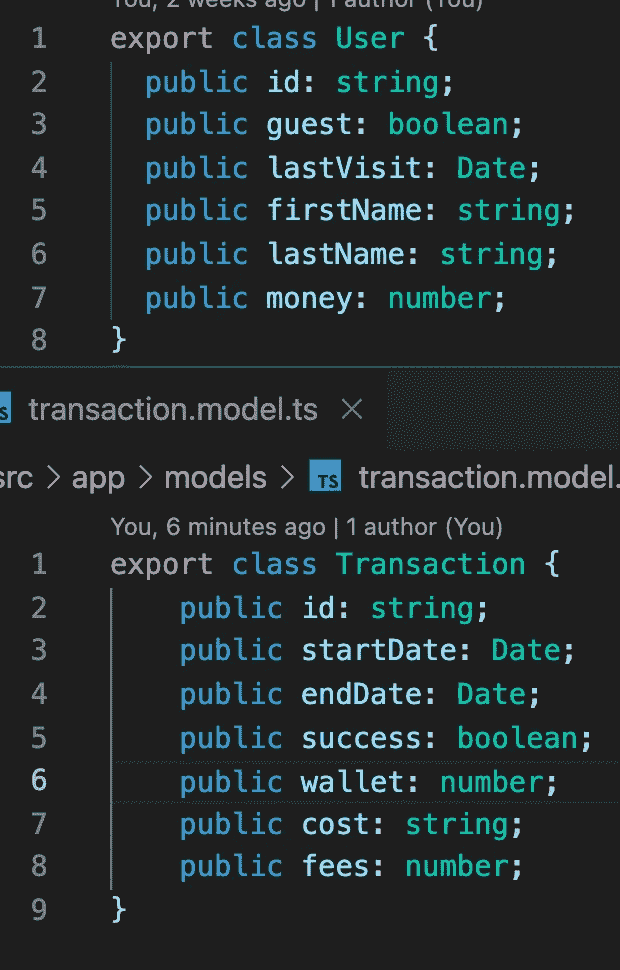 You, 2 weeks ago | 1 author (You)
1 export class User {
2 public id: string;
3 public guest: boolean;
4 public lastVisit: Date;
5 public firstName: string;
6 public lastName: string;
7 public money: number;
8 }
TS transaction.model.ts ×
src > app > models > TS transaction.model.
You, 6 minutes ago | 1 author (You)
1 export class Transaction {
2 public id: string;
3 public startDate: Date;
4 public endDate: Date;
5 public success: boolean;
6 public wallet: number;
7 public cost: string;
8 public fees: number;
9 }